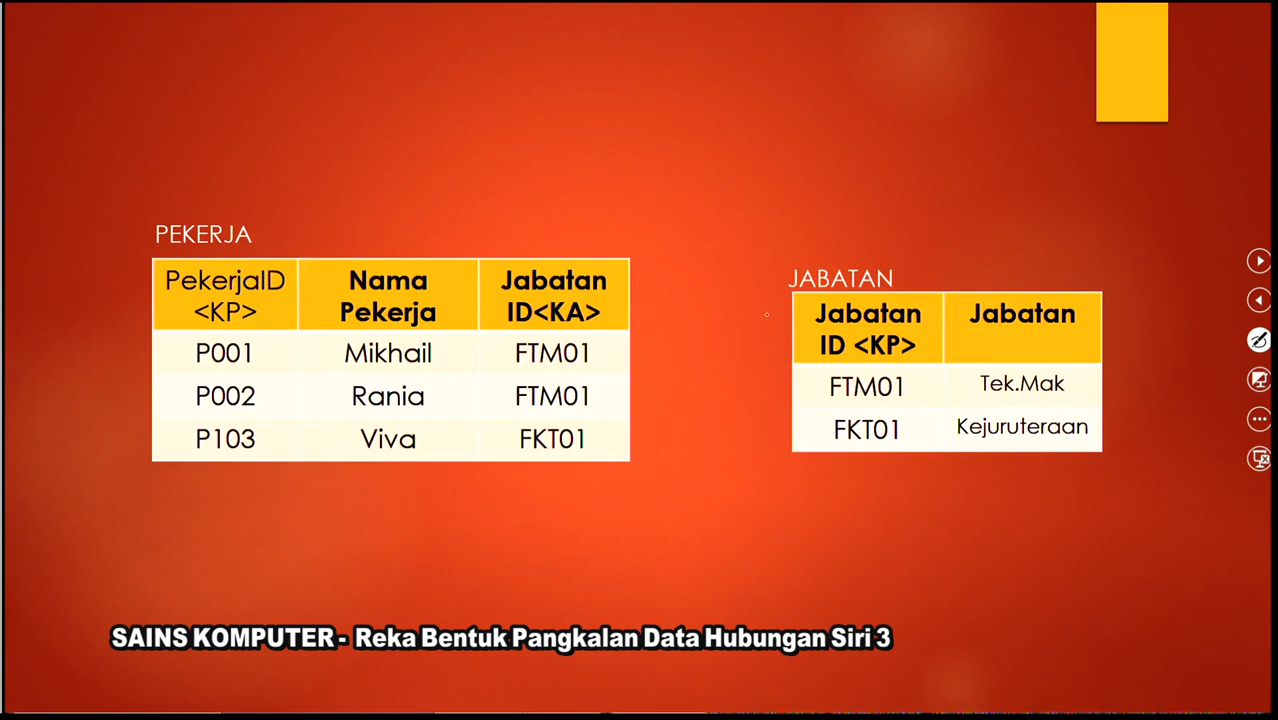 PEKERJA
PekerjaID Nama Jabatan
<KP> Pekerja ID<KA>
P001 Mikhail FTM01
P002 Rania FTM01
P103 Viva FKT01
JABATAN
Jabatan Jabatan
ID <KP>
FTM01 Tek.Mak
FKT01 Kejuruteraan
SAINS KOMPUTER - Reka Bentuk Pangkalan Data Hubungan Siri 3